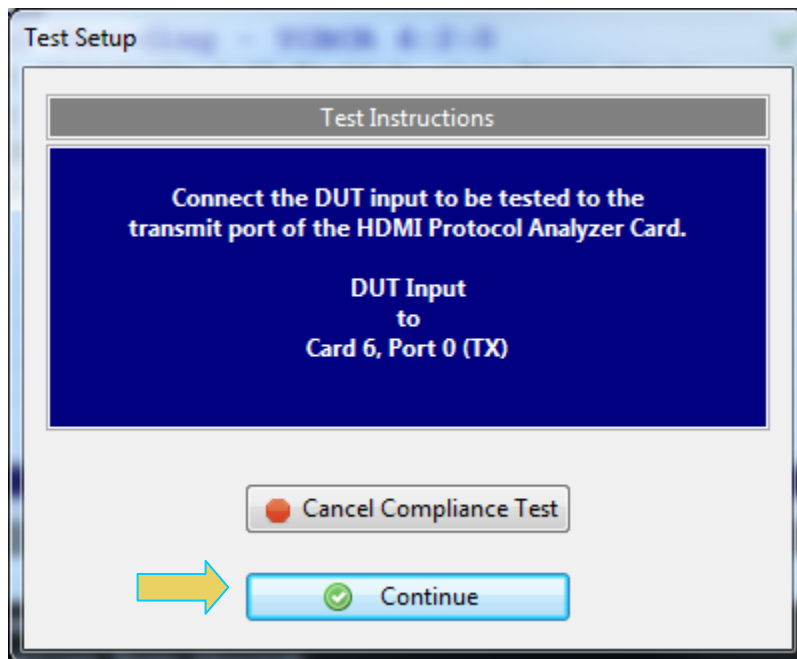 Test Setup
Test Instructions
Connect the DUT input to be tested to the
transmit port of the HDMI Protocol Analyzer Card.
DUT Input
to
Card 6, Port 0 (TX)
Cancel Compliance Test
Continue